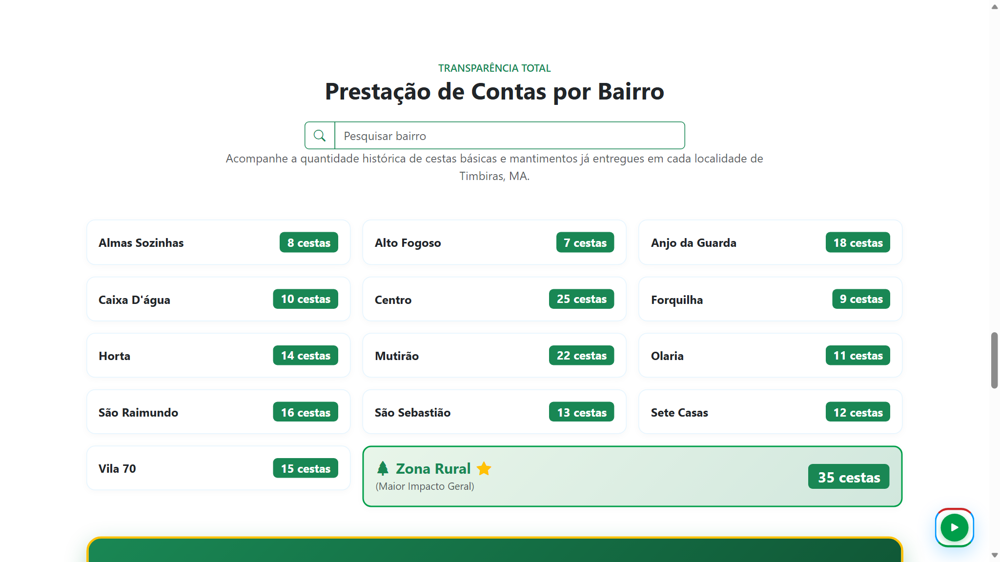 TRANSPARÊNCIA TOTAL
Prestação de Contas por Bairro
Pesquisar bairro
Acompanhe a quantidade histórica de cestas básicas e mantimentos já entregues em cada localidade de
Timbiras, MA.
Almas Sozinhas
8 cestas
Alto Fogoso
7 cestas
Anjo da Guarda
18 cestas
Caixa D'água
10 cestas
Centro
25 cestas
Forquilha
9 cestas
Horta
14 cestas
Mutirão
22 cestas
Olaria
11 cestas
São Raimundo
16 cestas
São Sebastião
13 cestas
Sete Casas
12 cestas
Vila 70
15 cestas
Zona Rural
(Maior Impacto Geral)
35 cestas